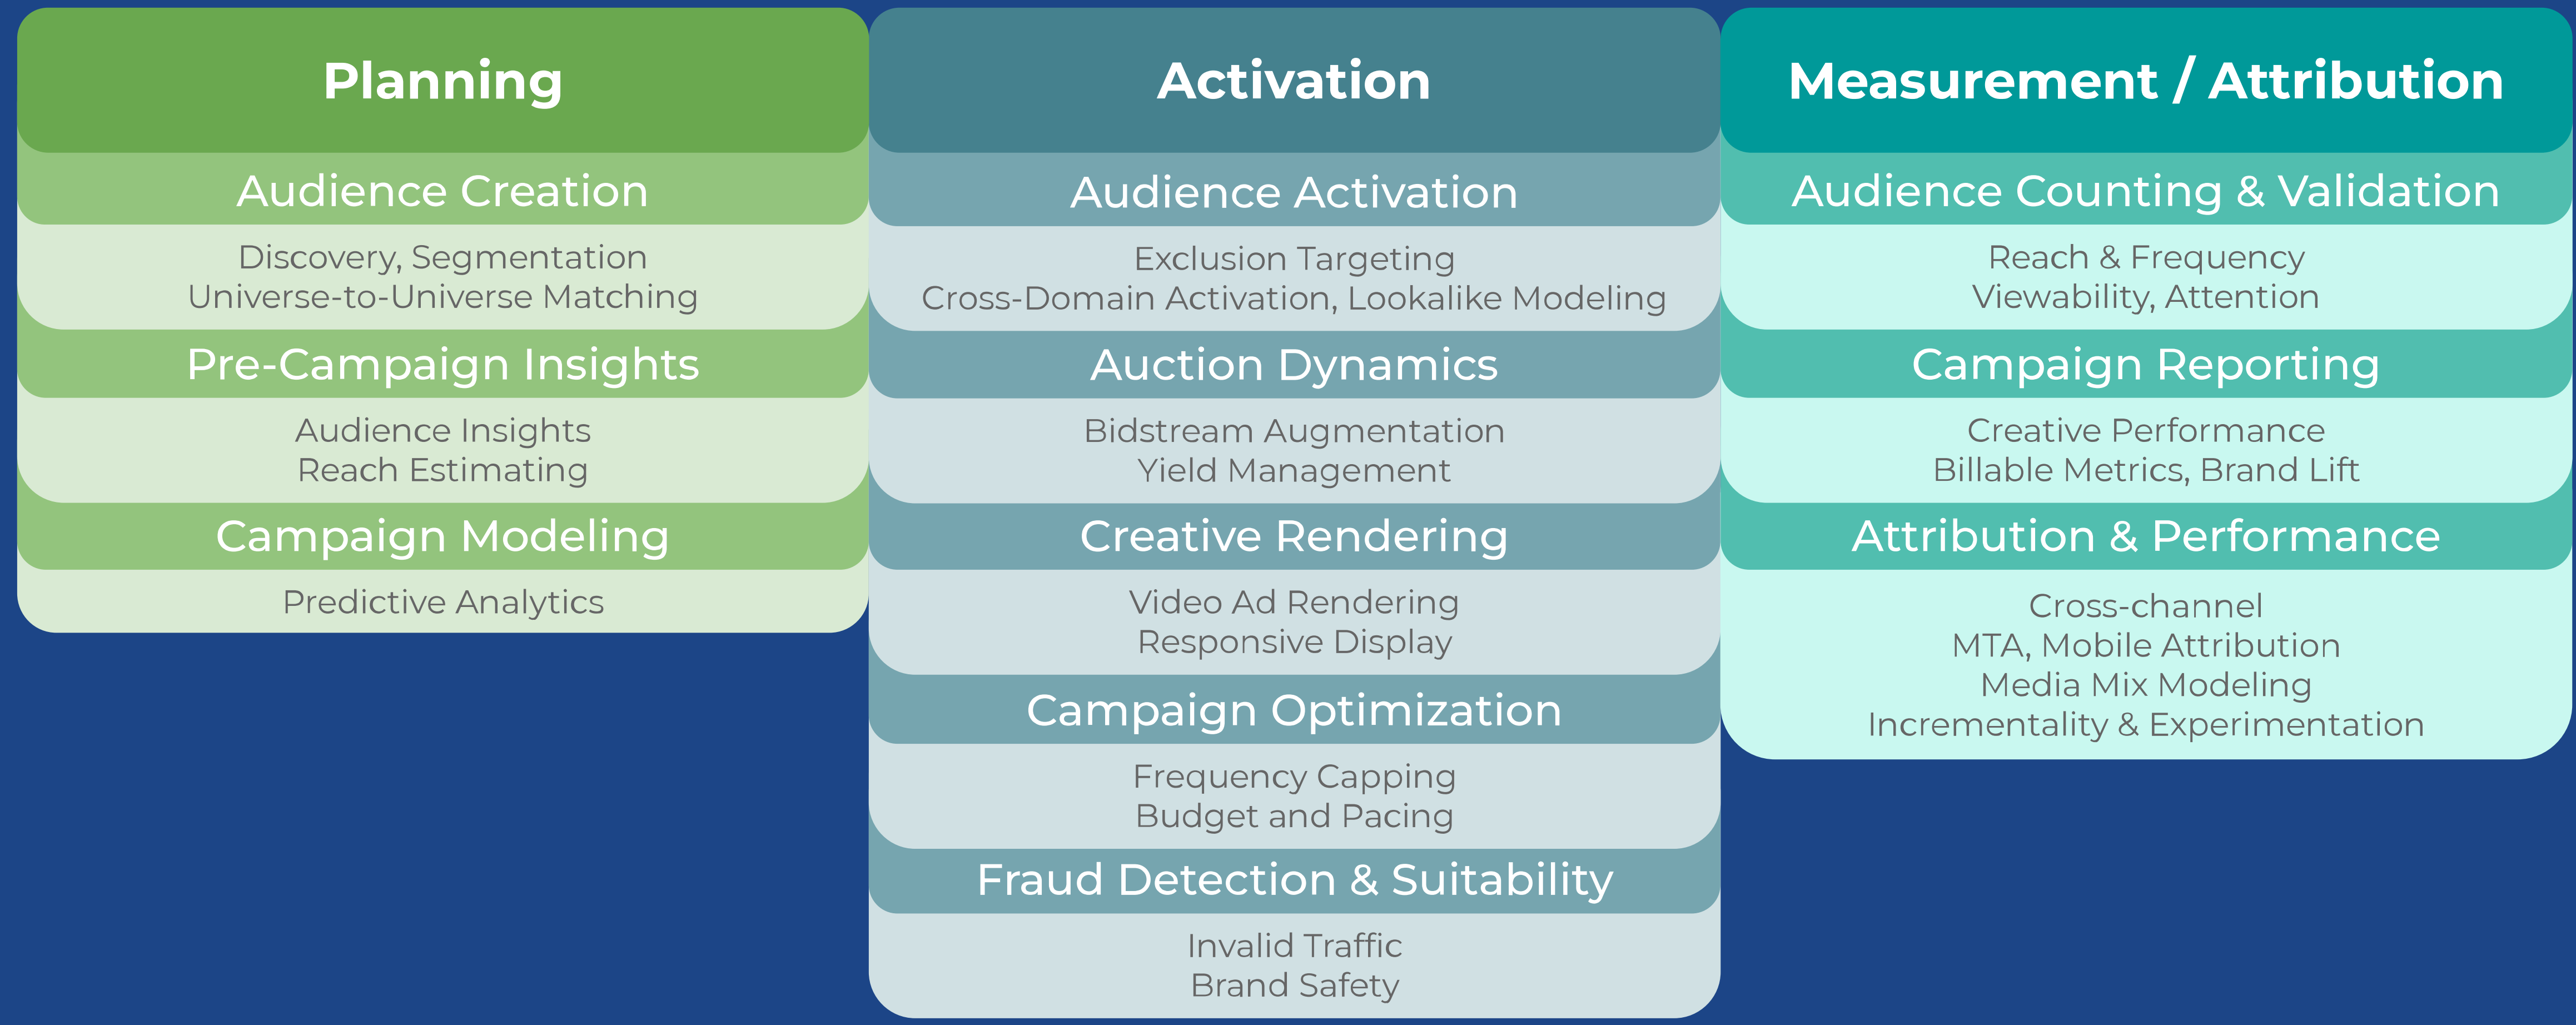 Planning
Audience Creation
Discovery, Segmentation
Universe-to-Universe Matching
Pre-Campaign Insights
Audience Insights
Reach Estimating
Campaign Modeling
Predictive Analytics
Activation
Audience Activation
Exclusion Targeting
Cross-Domain Activation, Lookalike Modeling
Auction Dynamics
Bidstream Augmentation
Yield Management
Creative Rendering
Video Ad Rendering
Responsive Display
Campaign Optimization
Frequency Capping
Budget and Pacing
Fraud Detection & Suitability
Invalid Traffic
Brand Safety
Measurement / Attribution
Audience Counting & Validation
Reach & Frequency
Viewability, Attention
Campaign Reporting
Creative Performance
Billable Metrics, Brand Lift
Attribution & Performance
Cross-channel
MTA, Mobile Attribution
Media Mix Modeling
Incrementality & Experimentation